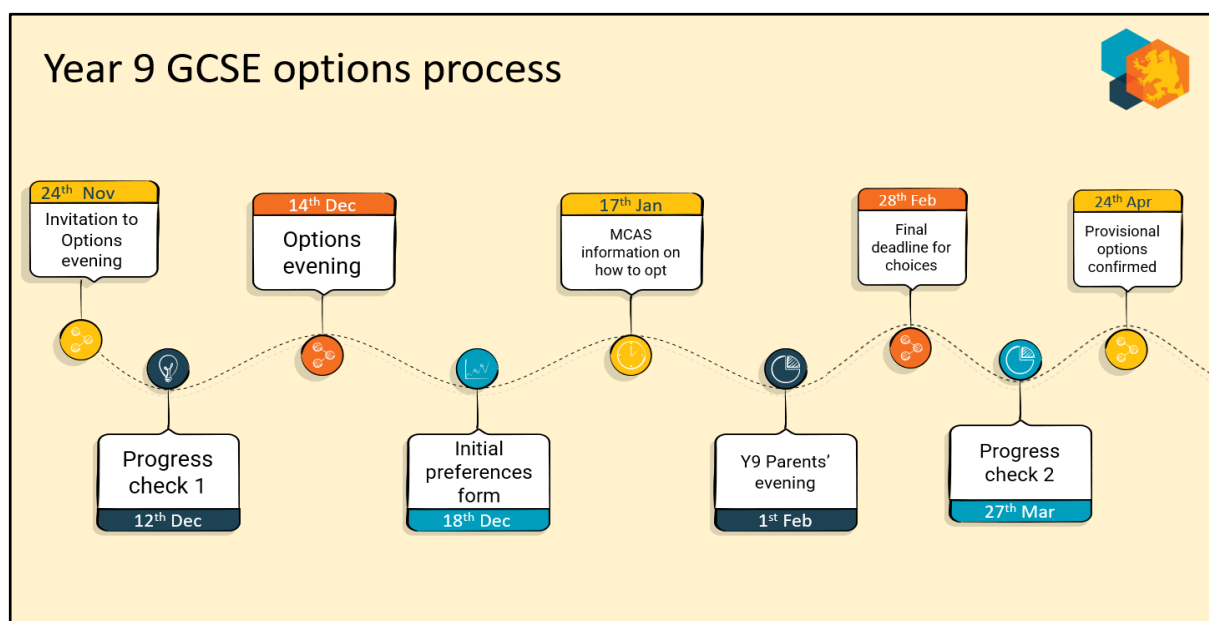 Year 9 GCSE options process
24th Nov
Invitation to
Options
evening
Progress
check 1
12th Dec
14th Dec
Options
evening
Initial
preferences
form
18th Dec
17th Jan
MCAS
information on
how to opt
Y9 Parents’
evening
1st Feb
28th Feb
Final
deadline for
choices
Progress
check 2
27th Mar
24th Apr
Provisional
options
confirmed